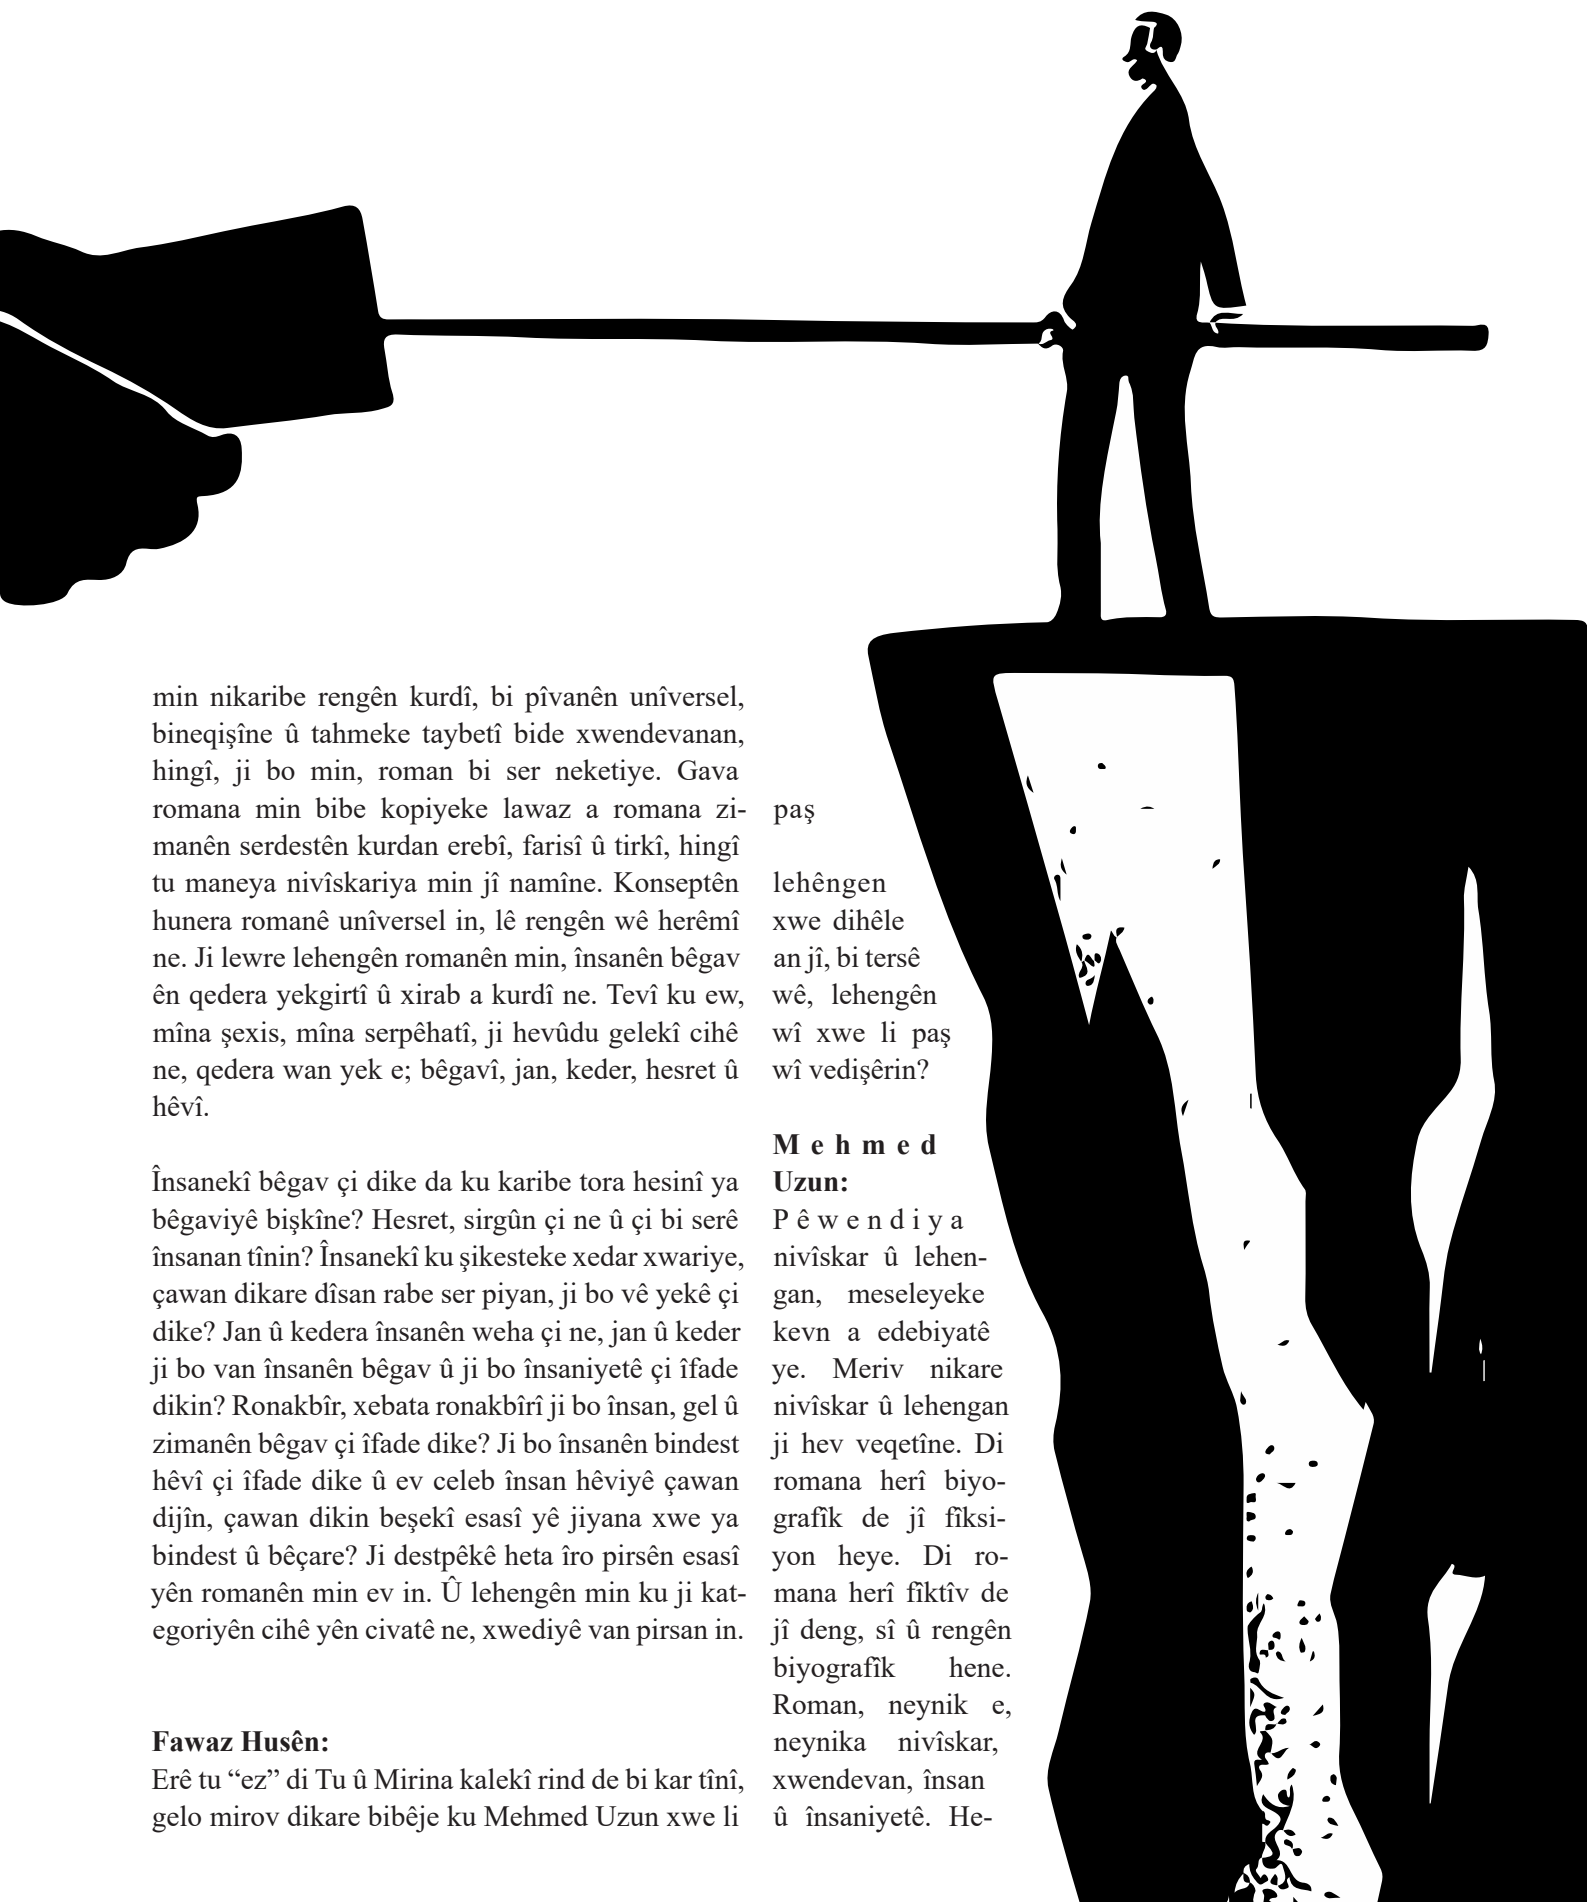 min nikaribe rengên kurdî, bi pîvanên unîversel,
bineqişîne û tahmeke taybetî bide xwendevanan,
hingî, ji bo min, roman bi ser neketiye. Gava
romana min bibe kopiyeke lawaz a romana zi-
manên serdestên kurdan erebî, farisî û tirkî, hingî
tu maneya nivîskariya min jî namîne. Konseptên
hunera romanê unîversel in, lê rengên wê herêmî
ne. Ji lewre lehengên romanên min, însanên bêgav
ên qedera yekgirtî û xirab a kurdî ne. Tevî ku ew,
mîna şexis, mîna serpêhatî, ji hevûdu gelekî cihê
ne, qedera wan yek e; bêgavî, jan, keder, hesret û
hêvî.
Însanekî bêgav çi dike da ku karibe tora hesinî ya
bêgaviyê bişkîne? Hesret, sirgûn çi ne û çi bi serê
însanan tînin? Însanekî ku şikesteke xedar xwariye,
çawan dikare dîsan rabe ser piyan, ji bo vê yekê çi
dike? Jan û kedera însanên weha çi ne, jan û keder
ji bo van însanên bêgav û ji bo însaniyetê çi îfade
dikin? Ronakbîr, xebata ronakbîrî ji bo însan, gel û
zimanên bêgav çi îfade dike? Ji bo însanên bindest
hêvî çi îfade dike û ev celeb însan hêviyê çawan
dijîn, çawan dikin beşekî esasî yê jiyana xwe ya
bindest û bêçare? Ji destpêkê heta îro pirsên esasî
yên romanên min ev in. Û lehengên min ku ji kat-
egoriyên cihê yên civatê ne, xwediyê van pirsan in.
Fawaz Husên:
Erê tu “ez” di Tu û Mirina kalekî rind de bi kar tînî,
gelo mirov dikare bibêje ku Mehmed Uzun xwe li
paş
lehêngen
xwe dihêle
an jî, bi tersê
wê, lehengên
wî xwe li paş
wî vedişêrin?
Mehmed
Uzun:
Pêwendiya
nivîskar û lehen-
gan, meseleyeke
kevn a edebiyatê
ye. Meriv nikare
nivîskar û lehengan
ji hev veqetîne. Di
romana herî biyo-
grafîk de jî fîksi-
yon heye. Di ro-
mana herî fîktîv de
jî deng, sî û rengên
biyografîk hene.
Roman, neynik e,
neynika nivîskar,
xwendevan, însan
û însaniyetê. He-